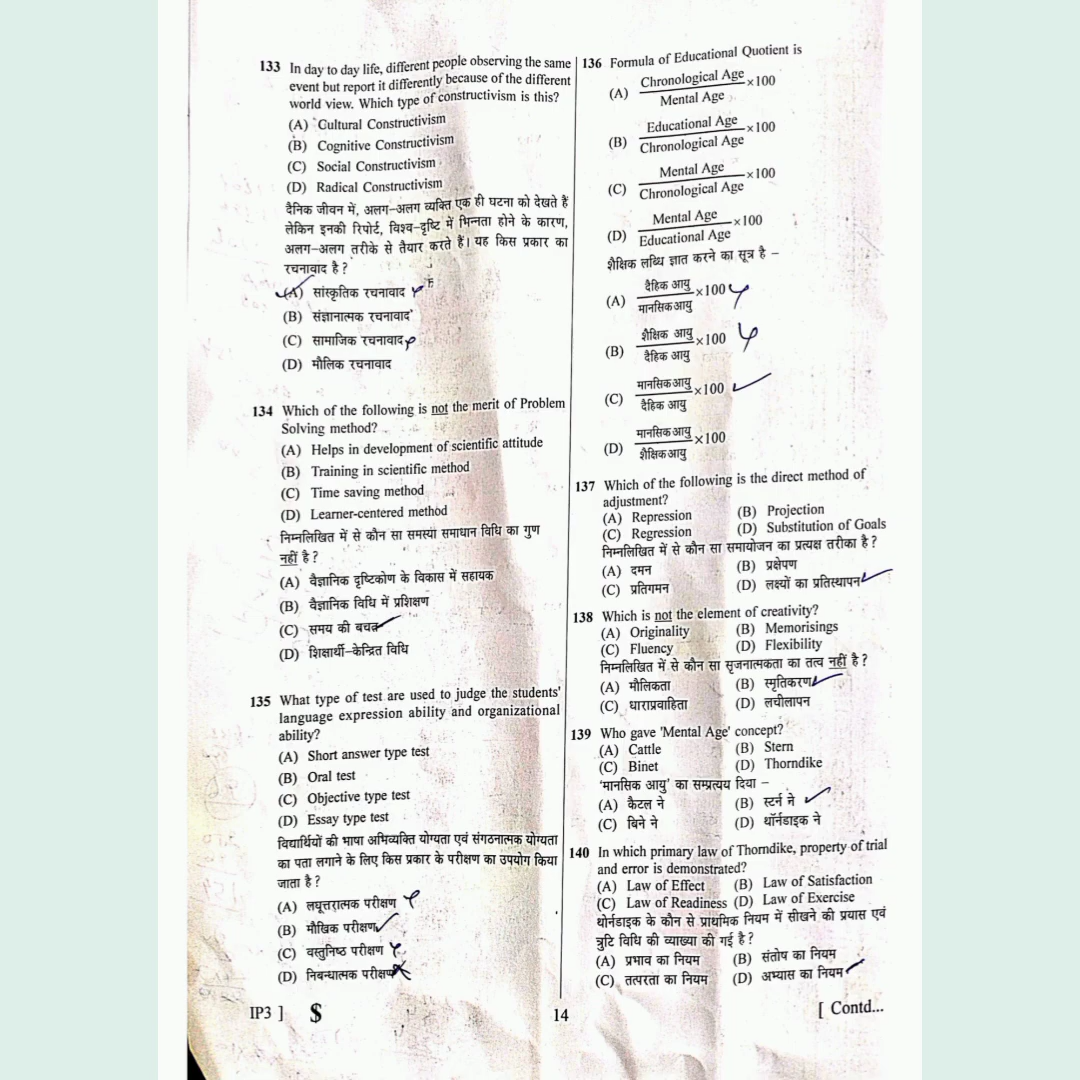 133 In day to day life, different people observing the same
event but report it differently because of the different
world view. Which type of constructivism is this?
(A) Cultural Constructivism
(B) Cognitive Constructivism
(C) Social Constructivism
(D) Radical Constructivism
दैनिक जीवन में, अलग-अलग व्यक्ति एक ही घटना को देखते हैं
लेकिन इनकी रिपोर्ट, विश्व-दृष्टि में भिन्नता होने के कारण,
अलग-अलग तरीके से तैयार करते हैं। यह किस प्रकार का
रचनावाद है ?
(A) सांस्कृतिक रचनावाद
(B) संज्ञानात्मक रचनावाद
(C) सामाजिक रचनावाद
(D) मौलिक रचनावाद
134 Which of the following is not the merit of Problem
Solving method?
(A) Helps in development of scientific attitude
(B) Training in scientific method
(C) Time saving method
(D) Learner-centered method
निम्नलिखित में से कौन सा समस्या समाधान विधि का गुण
नहीं है ?
(A) वैज्ञानिक दृष्टिकोण के विकास में सहायक
(B) वैज्ञानिक विधि में प्रशिक्षण
(C) समय की बचत
(D) शिक्षार्थी-केन्द्रित विधि
135 What type of test are used to judge the students'
language expression ability and organizational
ability?
(A) Short answer type test
(B) Oral test
(C) Objective type test
(D) Essay type test
विद्यार्थियों की भाषा अभिव्यक्ति योग्यता एवं संगठनात्मक योग्यता
का पता लगाने के लिए किस प्रकार के परीक्षण का उपयोग किया
जाता है ?
(A) लघूत्तरात्मक परीक्षण
(B) मौखिक परीक्षण
(C) वस्तुनिष्ठ परीक्षण
(D) निबन्धात्मक परीक्षण
136 Formula of Educational Quotient is
(A) Chronological Age / Mental Age ×100
(B) Educational Age / Chronological Age ×100
(C) Mental Age / Chronological Age ×100
(D) Mental Age / Educational Age ×100
शैक्षिक लब्धि ज्ञात करने का सूत्र है –
(A) दैहिक आयु / मानसिक आयु ×100
(B) शैक्षिक आयु / दैहिक आयु ×100
(C) मानसिक आयु / दैहिक आयु ×100
(D) मानसिक आयु / शैक्षिक आयु ×100
137 Which of the following is the direct method of
adjustment?
(A) Repression (B) Projection
(C) Regression (D) Substitution of Goals
निम्नलिखित में से कौन सा समायोजन का प्रत्यक्ष तरीका है ?
(A) दमन (B) प्रक्षेपण
(C) प्रतिगमन (D) लक्ष्यों का प्रतिस्थापन
138 Which is not the element of creativity?
(A) Originality (B) Memorisings
(C) Fluency (D) Flexibility
निम्नलिखित में से कौन सा सृजनात्मकता का तत्व नहीं है ?
(A) मौलिकता (B) स्मृतिकरण
(C) धाराप्रवाहिता (D) लचीलापन
139 Who gave 'Mental Age' concept?
(A) Cattle (B) Stern
(C) Binet (D) Thorndike
'मानसिक आयु' का सम्प्रत्यय दिया –
(A) कैटल ने (B) स्टर्न ने
(C) बिने ने (D) थॉर्नडाइक ने
140 In which primary law of Thorndike, property of trial
and error is demonstrated?
(A) Law of Effect (B) Law of Satisfaction
(C) Law of Readiness (D) Law of Exercise
थोर्नडाइक के कौन से प्राथमिक नियम में सीखने की प्रयास एवं
त्रुटि विधि की व्याख्या की गई है ?
(A) प्रभाव का नियम (B) संतोष का नियम
(C) तत्परता का नियम (D) अभ्यास का नियम
IP3 ] $ 14 [ Contd...